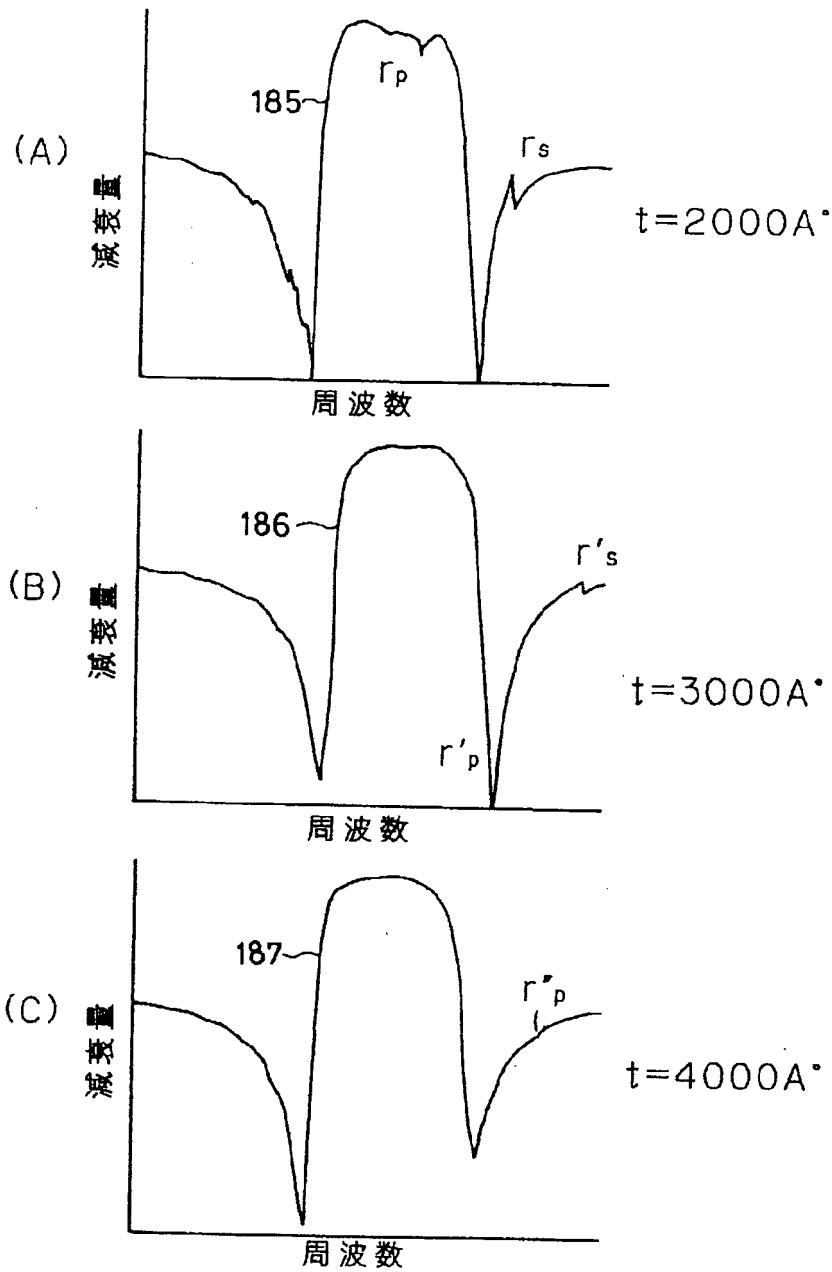 (A)
減衰量
185
rp
rs
t=2000A°
周波数
(B)
減衰量
186
r's
r'p
t=3000A°
周波数
(C)
減衰量
187
r"p
t=4000A°
周波数